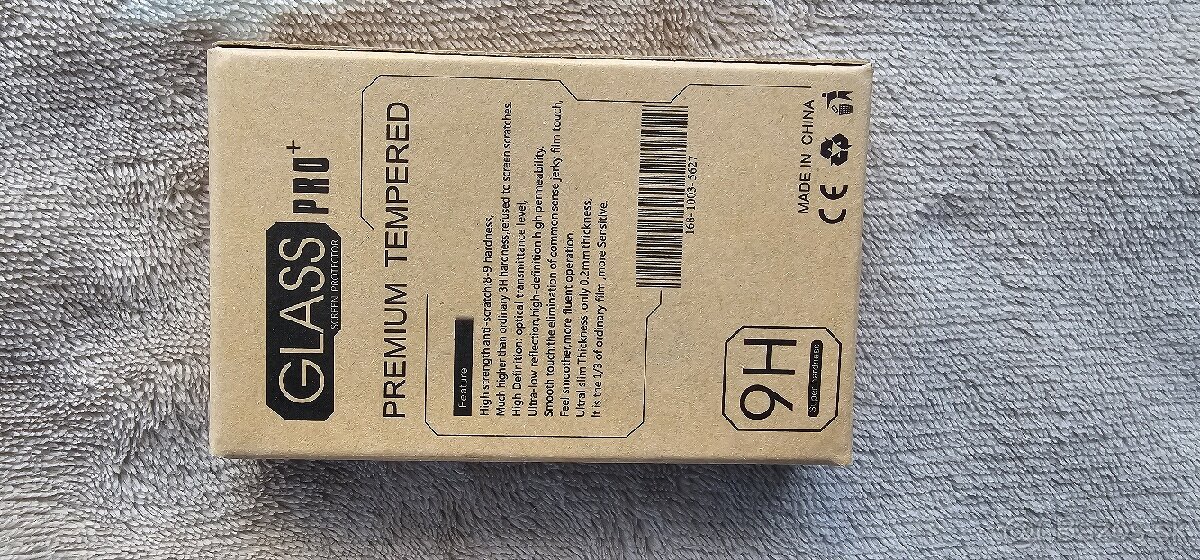 GLASS
SCREEN PROTECTOR
PRO+
PREMIUM TEMPERED
Feature
High strength anti-scratch 8-9 hardness,
Much higher than ordinary 3H hardness,refused to screen scratches.
High Definition: optical transmittance level,
Ultra-low reflection,high-definition high permeability.
Smooth touch:the elimination of common sense jerky film touch,
Feel smoother,more fluent operation
Ultral slim Thickness :only 0.2mm thickness.
It is the 1/3 of ordinary film ,more Sensitive.
168-1003-5627
9H
Super hardness
MADE IN CHINA
CE